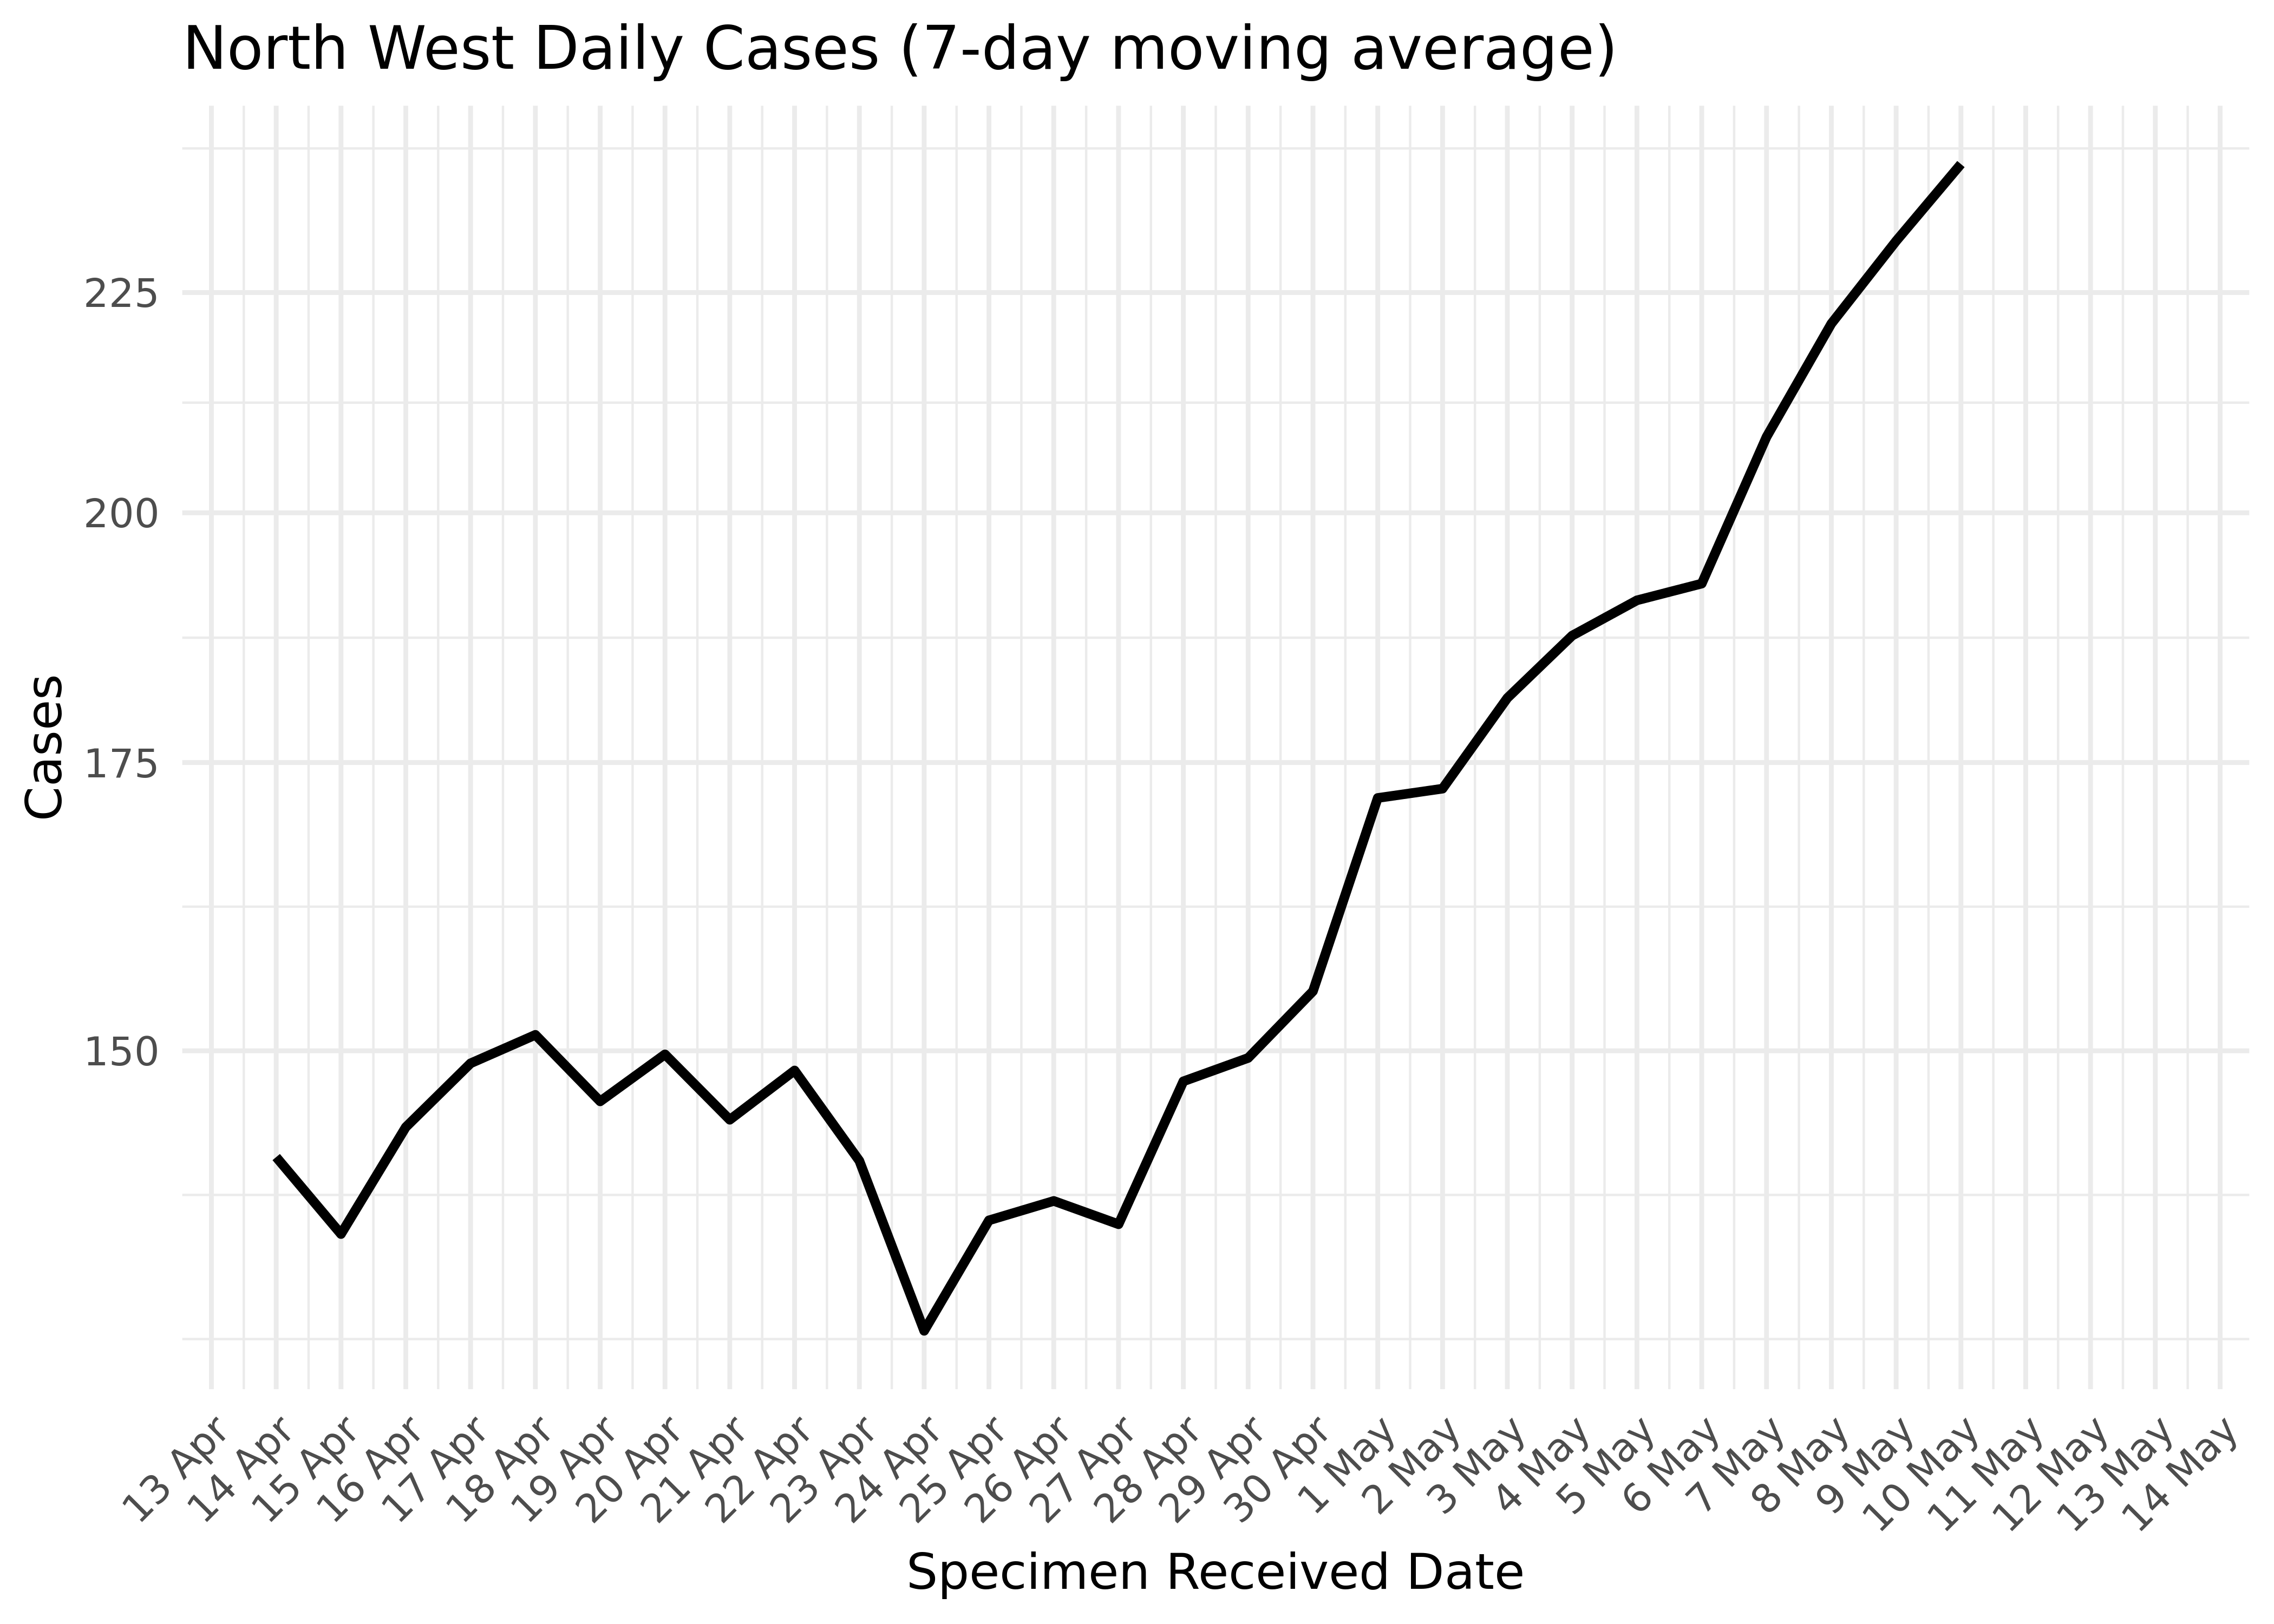 North West Daily Cases (7-day moving average)
225
200
175
150
Cases
13 Apr
14 Apr
15 Apr
16 Apr
17 Apr
18 Apr
19 Apr
20 Apr
21 Apr
22 Apr
23 Apr
24 Apr
25 Apr
26 Apr
27 Apr
28 Apr
29 Apr
30 Apr
1 May
2 May
3 May
4 May
5 May
6 May
7 May
8 May
9 May
10 May
11 May
12 May
13 May
14 May
Specimen Received Date